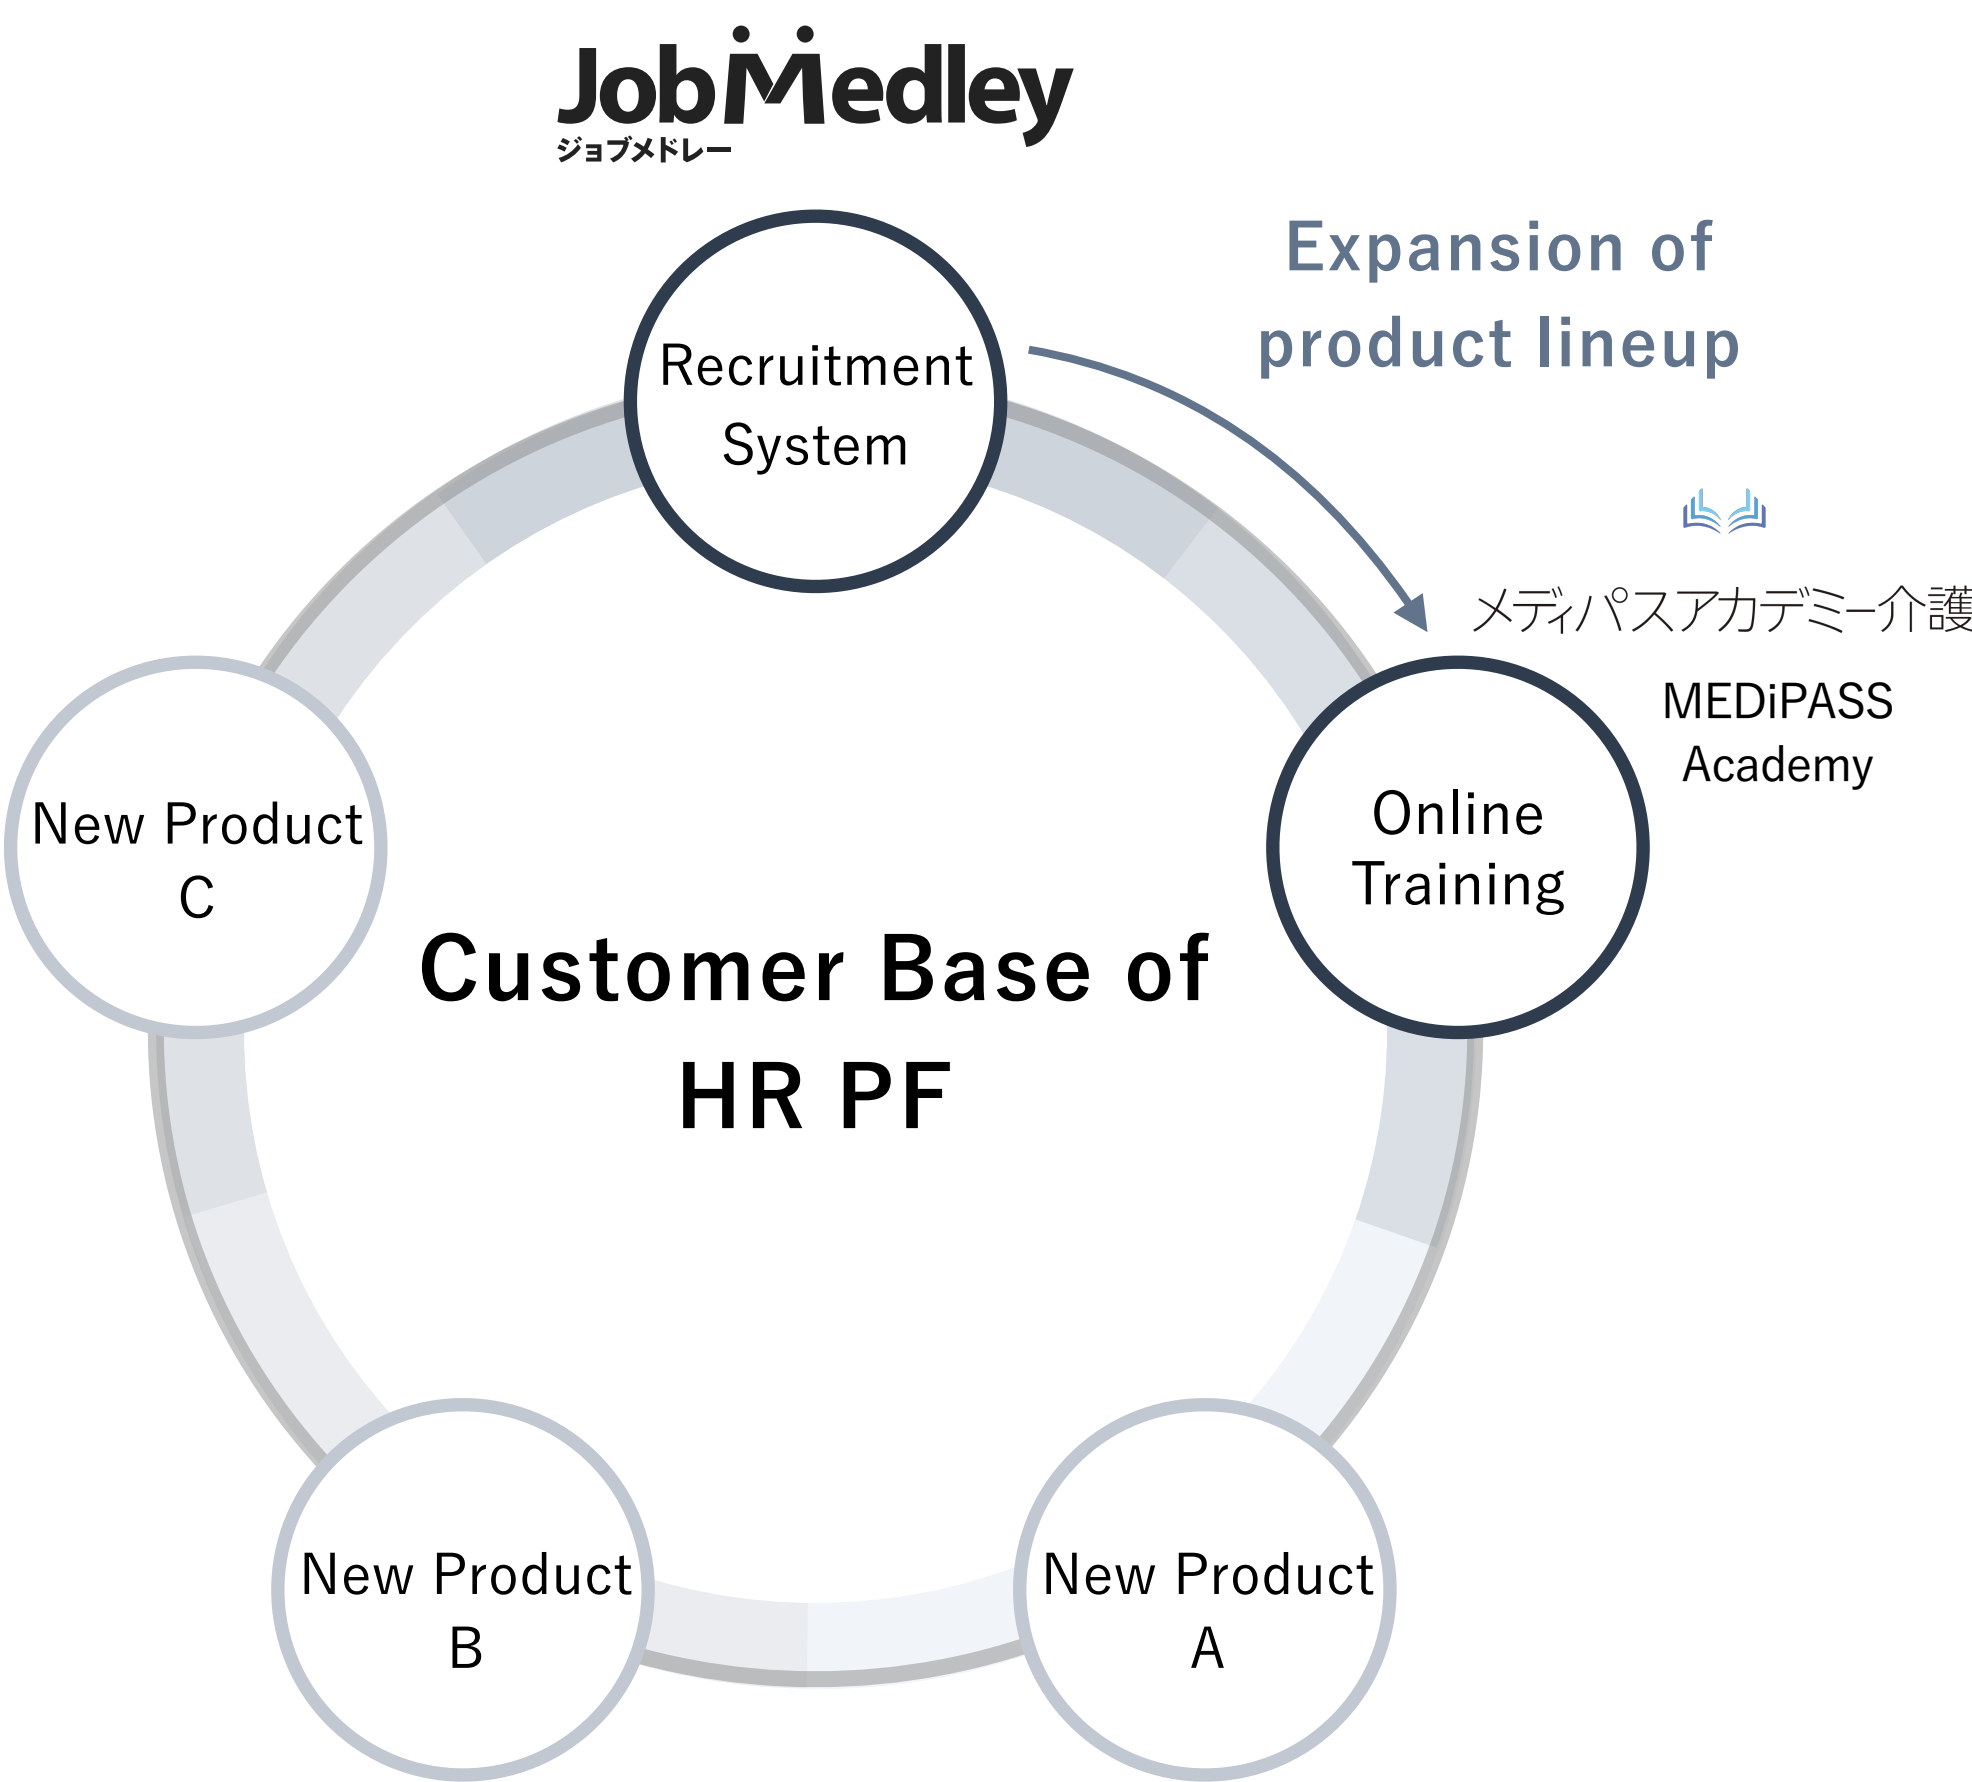 JobMedley
ジョブメドレー
Expansion of
product lineup
Recruitment
System
メディパスアカデミー介護
MEDiPASS
Academy
Online
Training
New Product
C
Customer Base of
HR PF
New Product
B
New Product
A